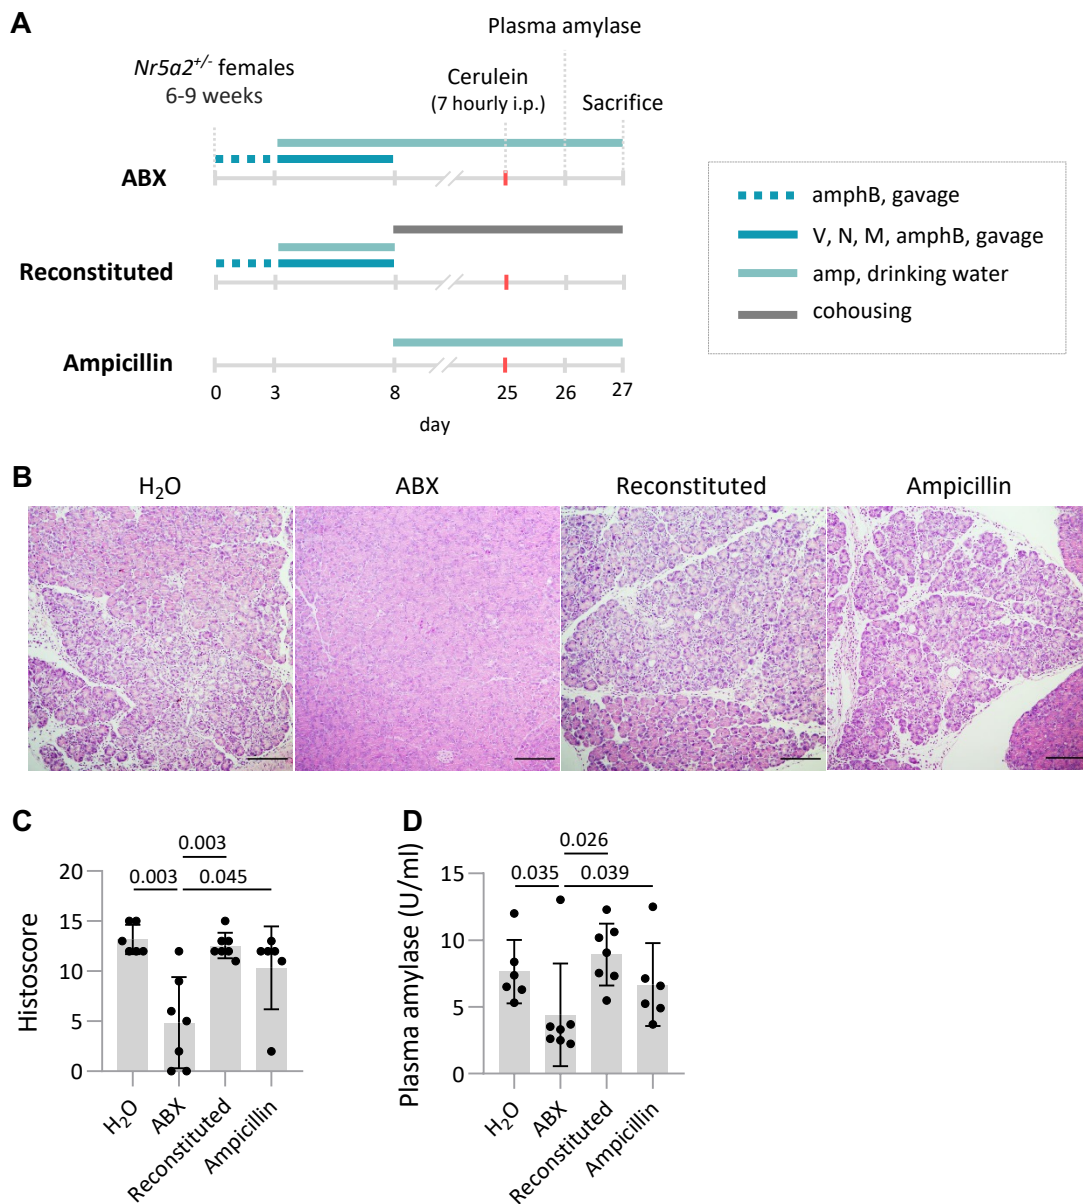 A
Plasma amylase
Nr5a2+/- females
6-9 weeks
Cerulein
(7 hourly i.p.)
Sacrifice
ABX
Reconstituted
Ampicillin
0 3 8 25 26 27
day
amphB, gavage
V, N, M, amphB, gavage
amp, drinking water
cohousing
B
H2O ABX Reconstituted Ampicillin
C
0.003
0.003 0.045
Histoscore
20
15
10
5
0
H2O
ABX
Reconstituted
Ampicillin
D
0.026
0.035 0.039
Plasma amylase (U/ml)
15
10
5
0
H2O
ABX
Reconstituted
Ampicillin